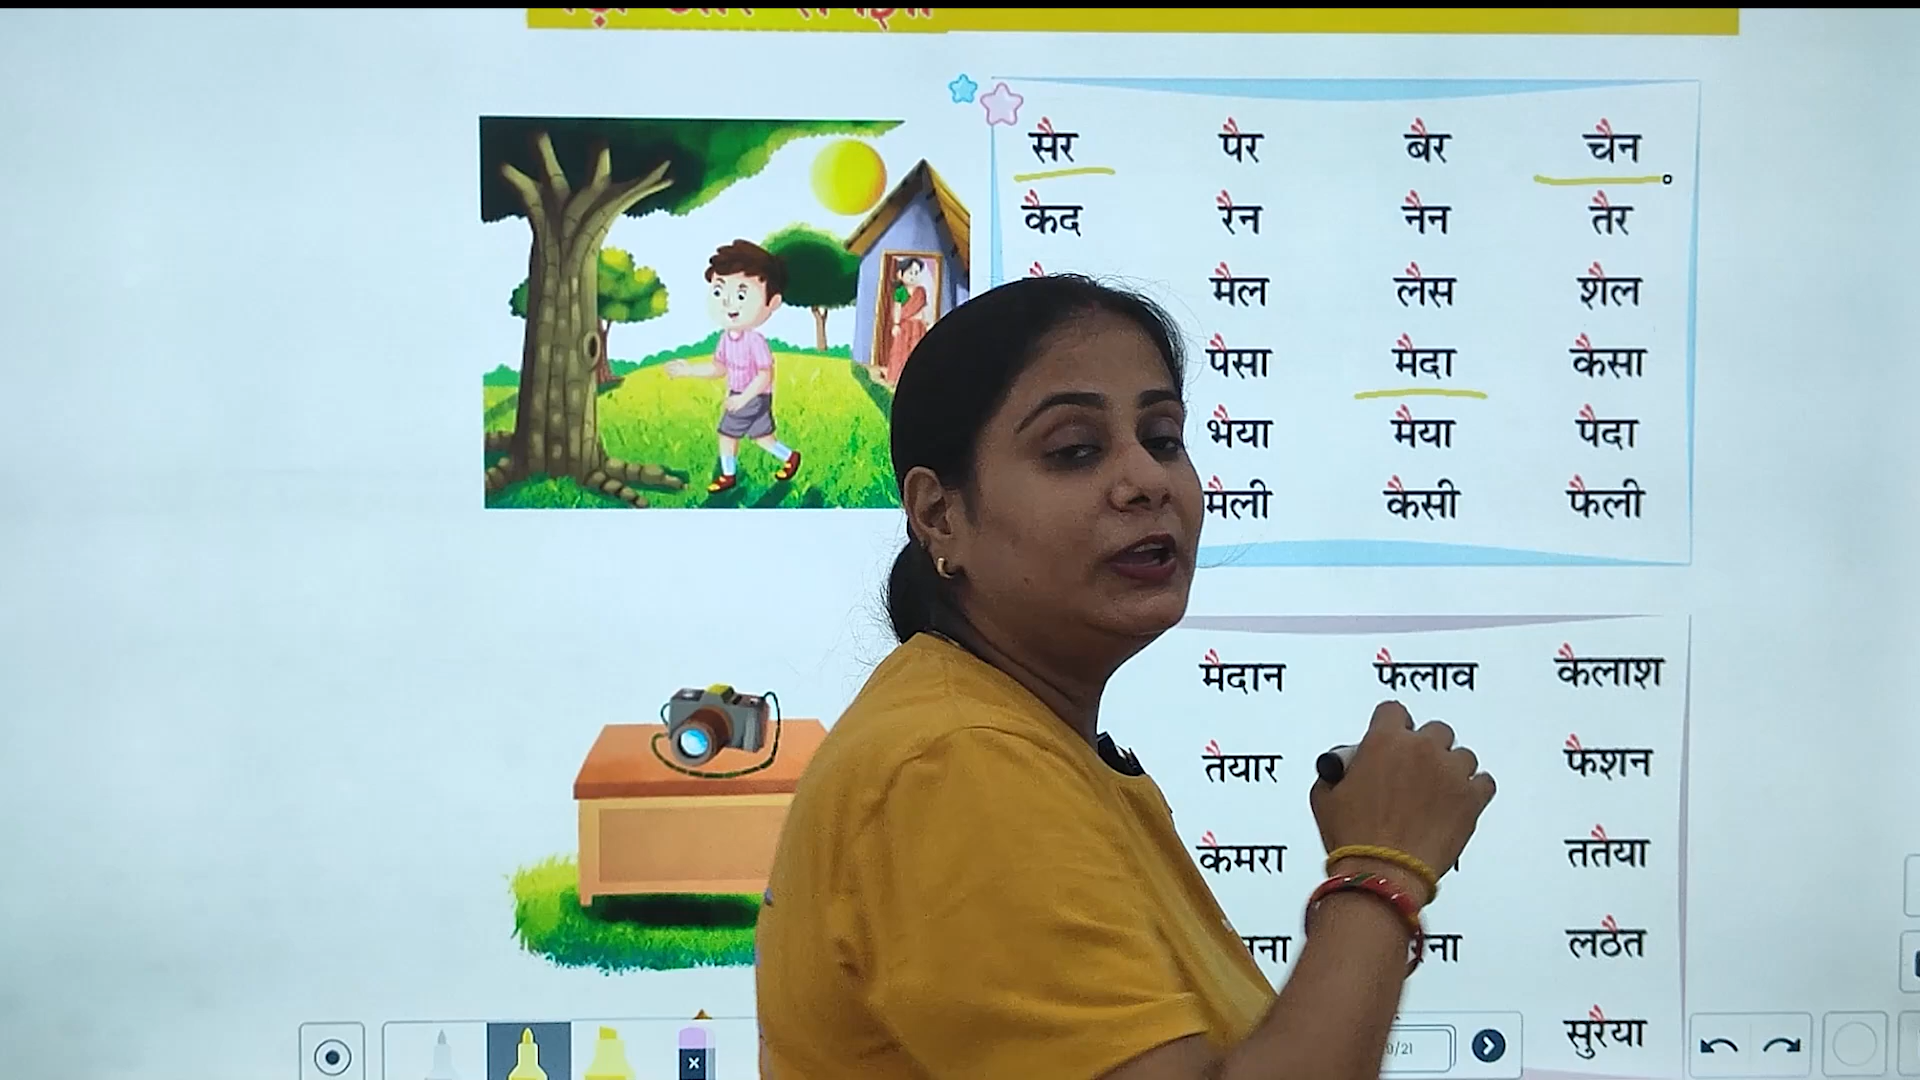 सैर पैर बैर चैन
कैद रैन नैन तैर
मैल लैस शैल
पैसा मैदा कैसा
भैया मैया पैदा
मैली कैसी फैली
मैदान फैलाव कैलाश
तैयार फैशन
कैमरा ततैया
लठैत
सुरैया